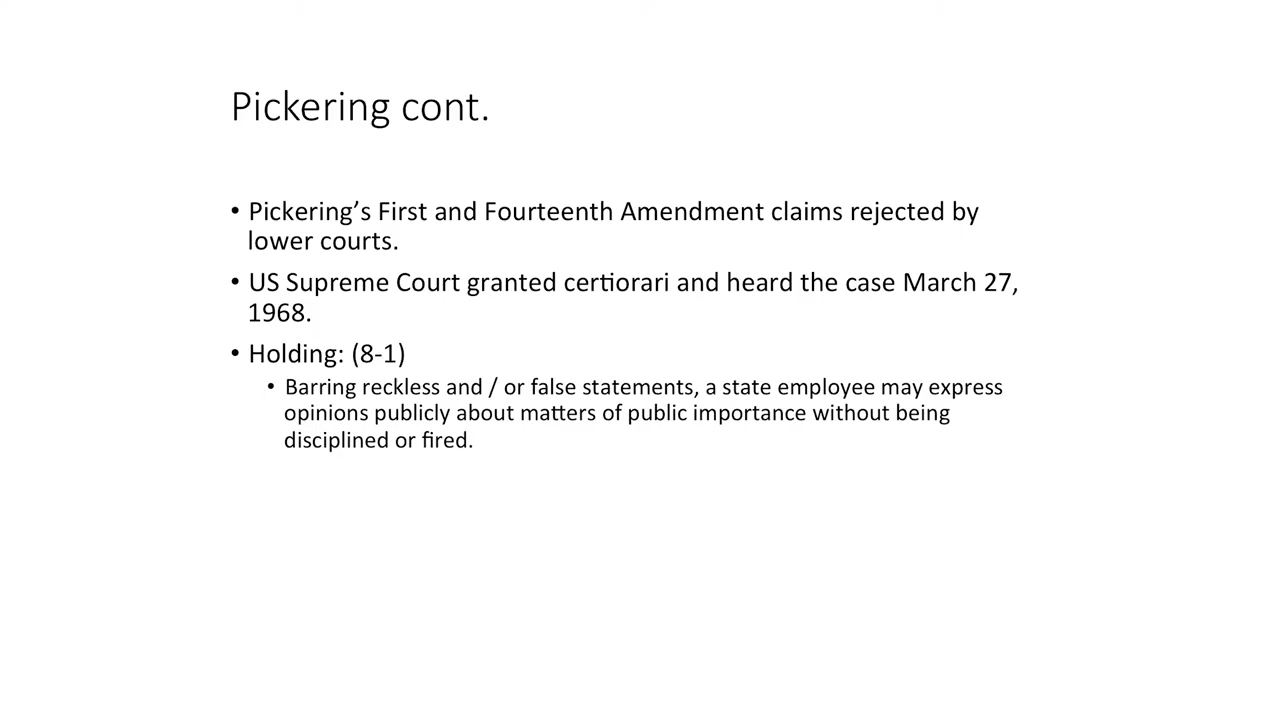 Pickering cont.
• Pickering’s First and Fourteenth Amendment claims rejected by
lower courts.
• US Supreme Court granted certiorari and heard the case March 27,
1968.
• Holding: (8-1)
• Barring reckless and / or false statements, a state employee may express
opinions publicly about matters of public importance without being
disciplined or fired.